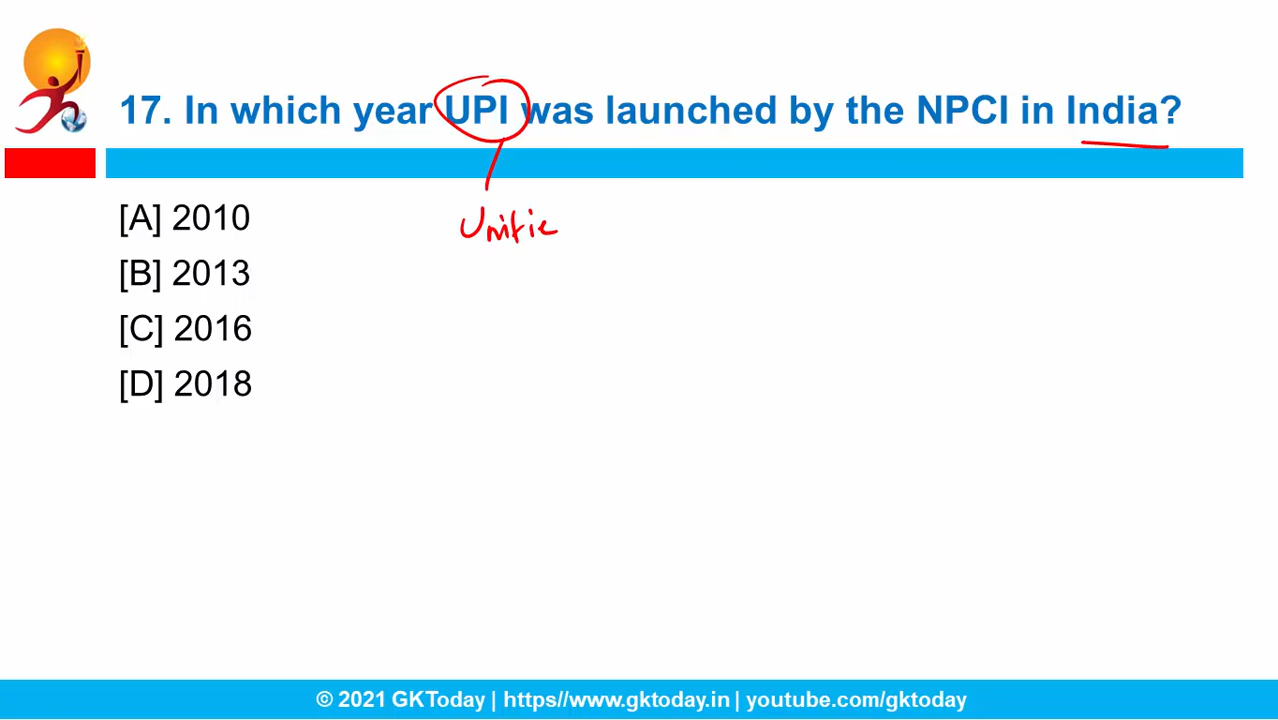 17. In which year UPI was launched by the NPCI in India?
[A] 2010
Unifie
[B] 2013
[C] 2016
[D] 2018
© 2021 GKToday | https//www.gktoday.in | youtube.com/gktoday